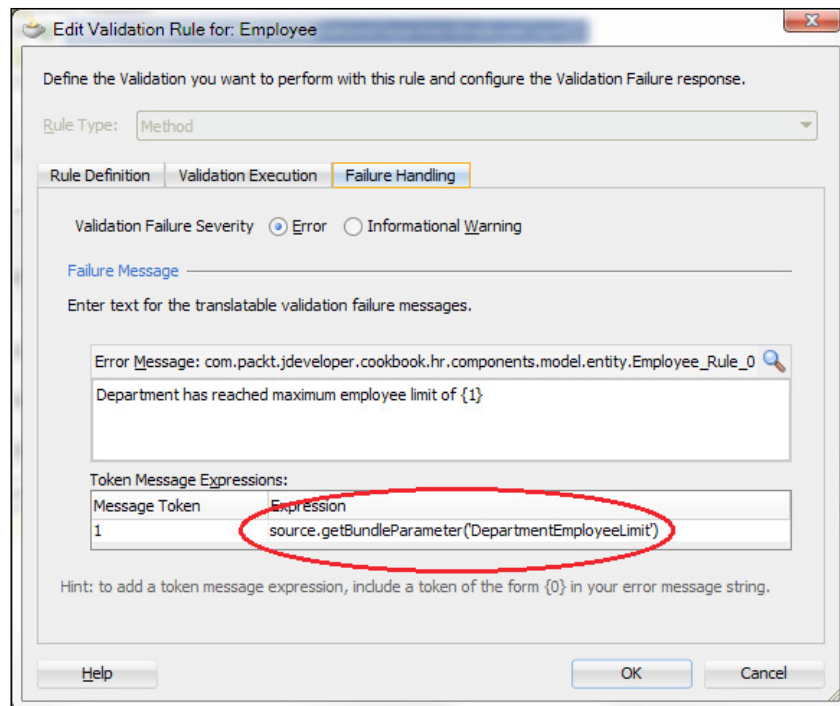 Edit Validation Rule for: Employee
Define the Validation you want to perform with this rule and configure the Validation Failure response.
Rule Type: Method
Rule Definition Validation Execution Failure Handling
Validation Failure Severity Error Informational Warning
Failure Message
Enter text for the translatable validation failure messages.
Error Message: com.packt.jdeveloper.cookbook.hr.components.model.entity.Employee_Rule_0
Department has reached maximum employee limit of {1}
Token Message Expressions:
Message Token Expression
1 source.getBundleParameter('DepartmentEmployeeLimit')
Hint: to add a token message expression, include a token of the form {0} in your error message string.
Help OK Cancel